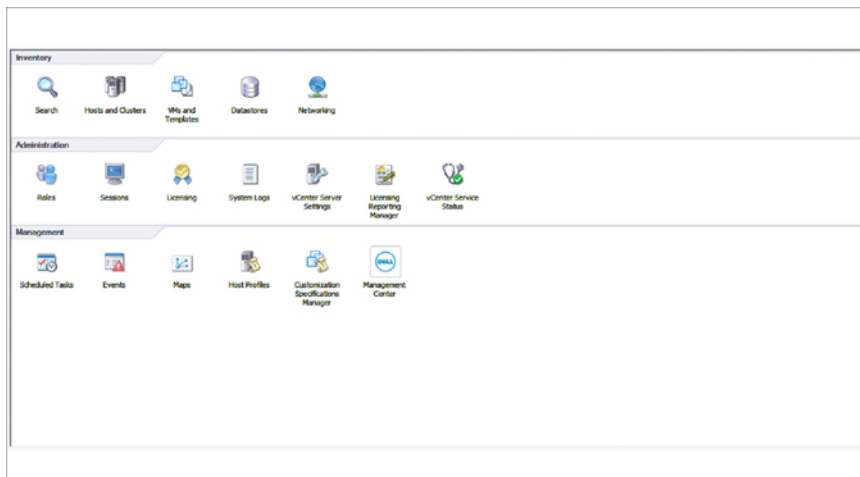 Inventory
Search
Hosts and Clusters
VMs and
Templates
Datastores
Networking
Administration
Roles
Sessions
Licensing
System Logs
vCenter Server
Settings
Licensing
Reporting
Manager
vCenter Service
Status
Management
Scheduled Tasks
Events
Maps
Host Profiles
Customization
Specifications
Manager
DELL
Management
Center